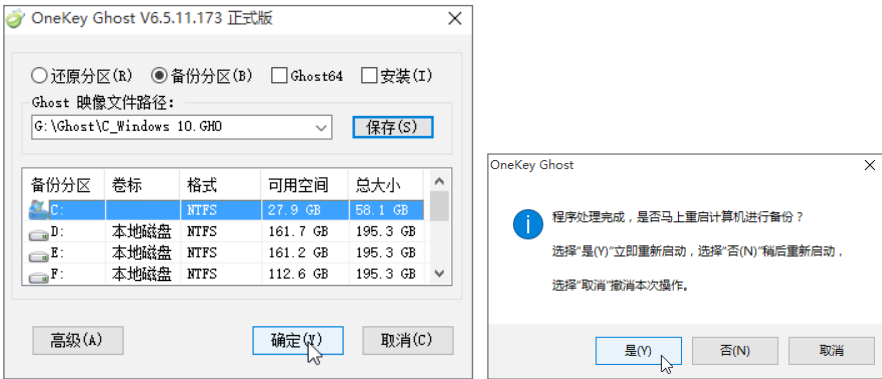 OneKey Ghost V6.5.11.173 正式版
还原分区(R) 备份分区(B) Ghost64 安装(I)
Ghost 映像文件路径:
G:\Ghost\C_Windows 10.GHO 保存(S)
备份分区 卷标 格式 可用空间 总大小
C: NTFS 27.9 GB 58.1 GB
D: 本地磁盘 NTFS 161.7 GB 195.3 GB
E: 本地磁盘 NTFS 161.2 GB 195.3 GB
F: 本地磁盘 NTFS 112.6 GB 195.3 GB
高级(A) 确定(Y) 取消(C)
OneKey Ghost
程序处理完成，是否马上重启计算机进行备份？
选择"是(Y)"立即重新启动，选择"否(N)"稍后重新启动，
选择"取消"撤消本次操作。
是(Y) 否(N) 取消